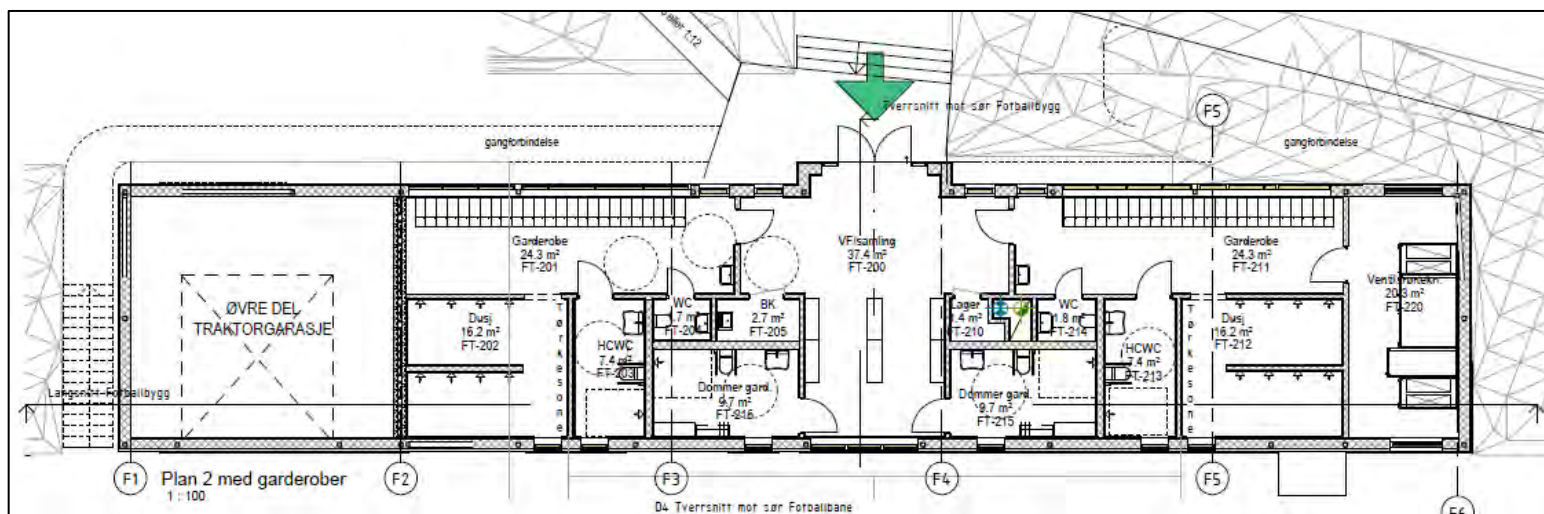 eller 1:12
Tverrsnitt mot sør Fotballbygg
F5
gangforbindelse
gangforbindelse
Garderobe
24.3 m²
FT-201
VF/samling
37.4 m²
FT-200
Garderobe
24.3 m²
FT-211
20.3 m²
FT-220
ØVRE DEL
TRAKTORGARASJE
Dusj
16.2 m²
FT-202
Tørkesone
HCWC
7.4 m²
FT-203
WC
BK
2.7 m²
FT-205
Lager
FT-210
WC
1.8 m²
FT-214
HCWC
7.4 m²
FT-213
Tørkesone
Dusj
16.2 m²
FT-212
Dommer gard.
9.7 m²
Dommer gard.
9.7 m²
FT-215
Langsnitt Fotballbygg
F1
Plan 2 med garderober
1 : 100
F2
F3
F4
F5
F6
D4 Tverrsnitt mot sør Fotballbane